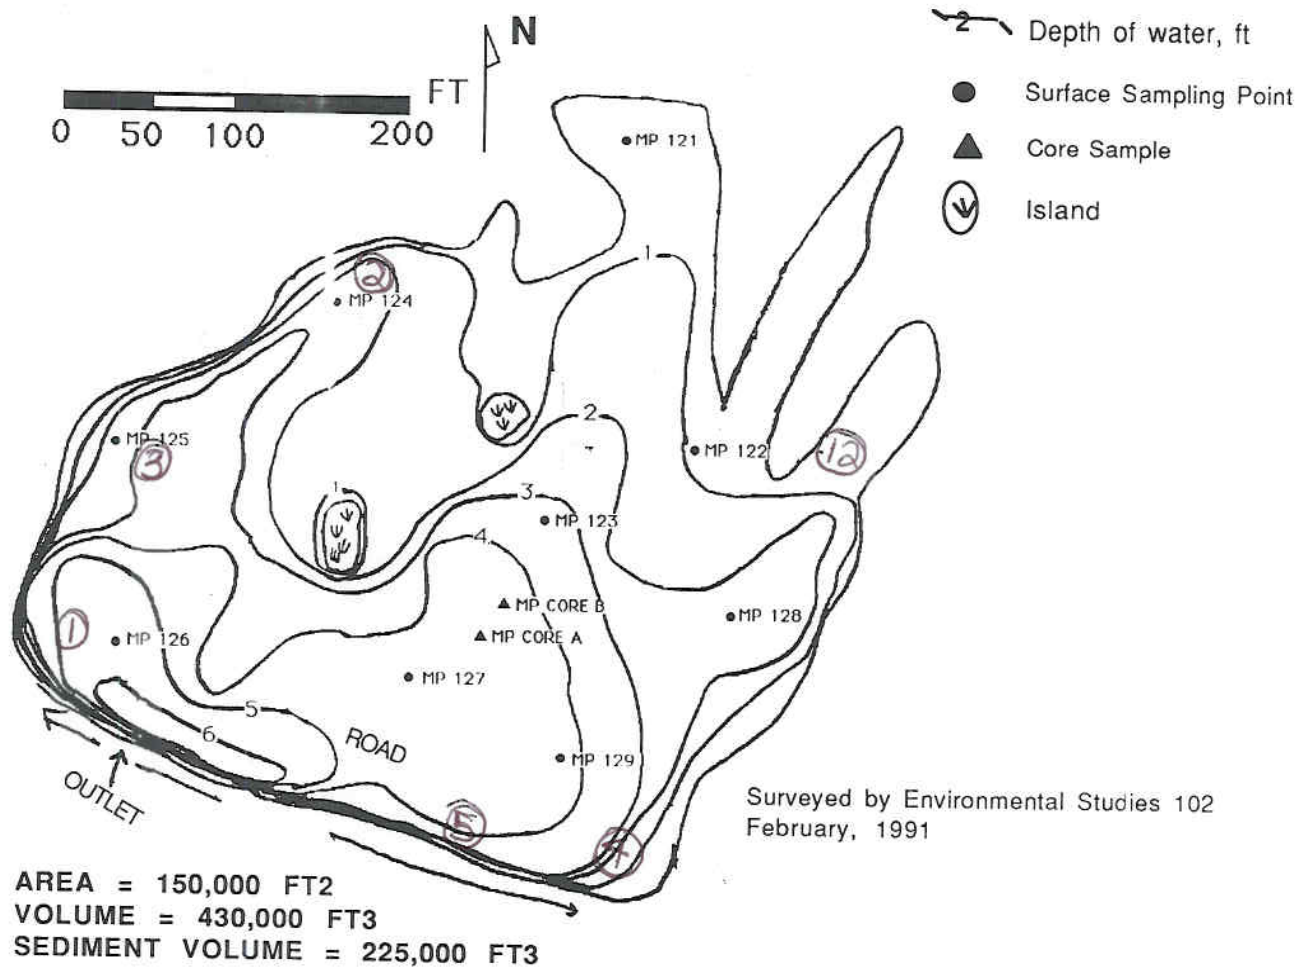 N
2
Depth of water, ft
FT
0 50 100 200
Surface Sampling Point
Core Sample
Island
MP 121
1
2
MP 124
2
MP 125
3
MP 122
12
1
3
MP 123
4
MP CORE B
MP CORE A
MP 128
1
MP 126
MP 127
5
6
ROAD
MP 129
OUTLET
5
Surveyed by Environmental Studies 102
February, 1991
AREA = 150,000 FT2
VOLUME = 430,000 FT3
SEDIMENT VOLUME = 225,000 FT3